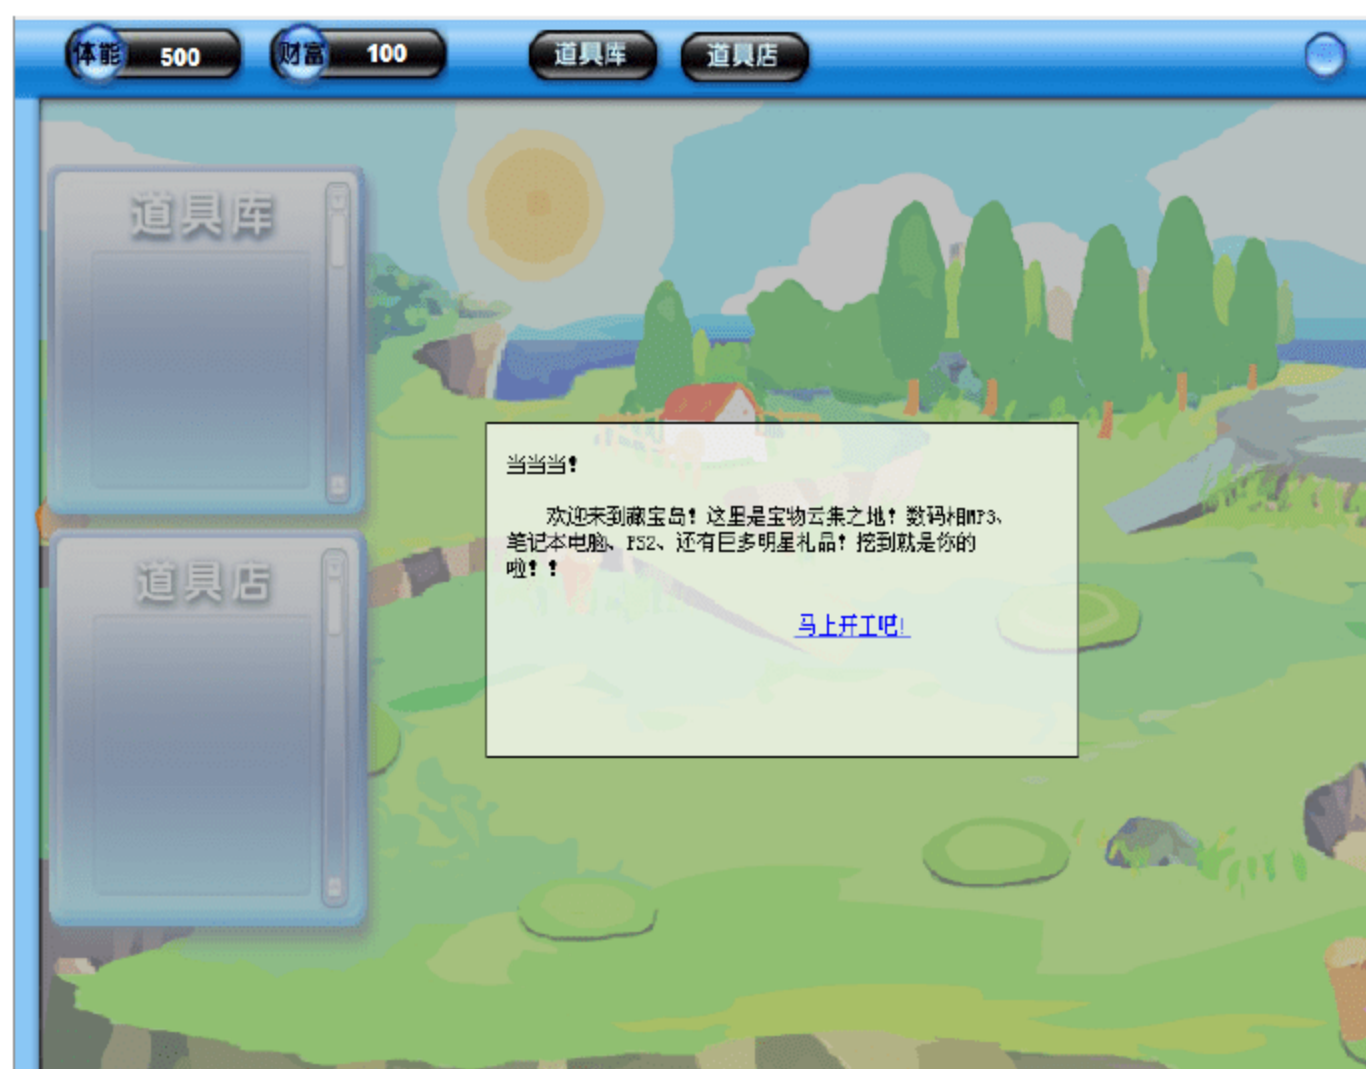 体能 500 财富 100 道具库 道具店
道具库
当当当！
欢迎来到藏宝岛！这里是宝物云集之地！数码相MP3、
笔记本电脑、PS2、还有巨多明星礼品！挖到就是你的
啦！！
马上开工吧!
道具店